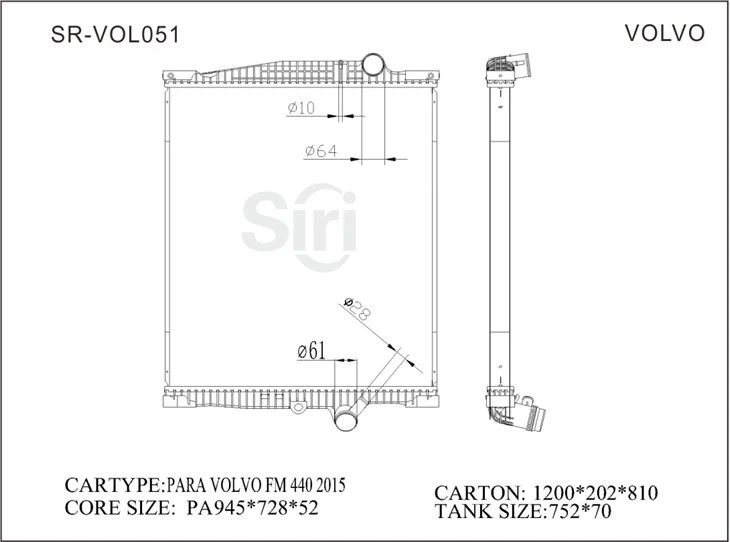 SR-VOL051
VOLVO
ø10
ø64
Siri
ø28
ø61
CARTYPE:PARA VOLVO FM 440 2015
CORE SIZE: PA945*728*52
CARTON: 1200*202*810
TANK SIZE:752*70